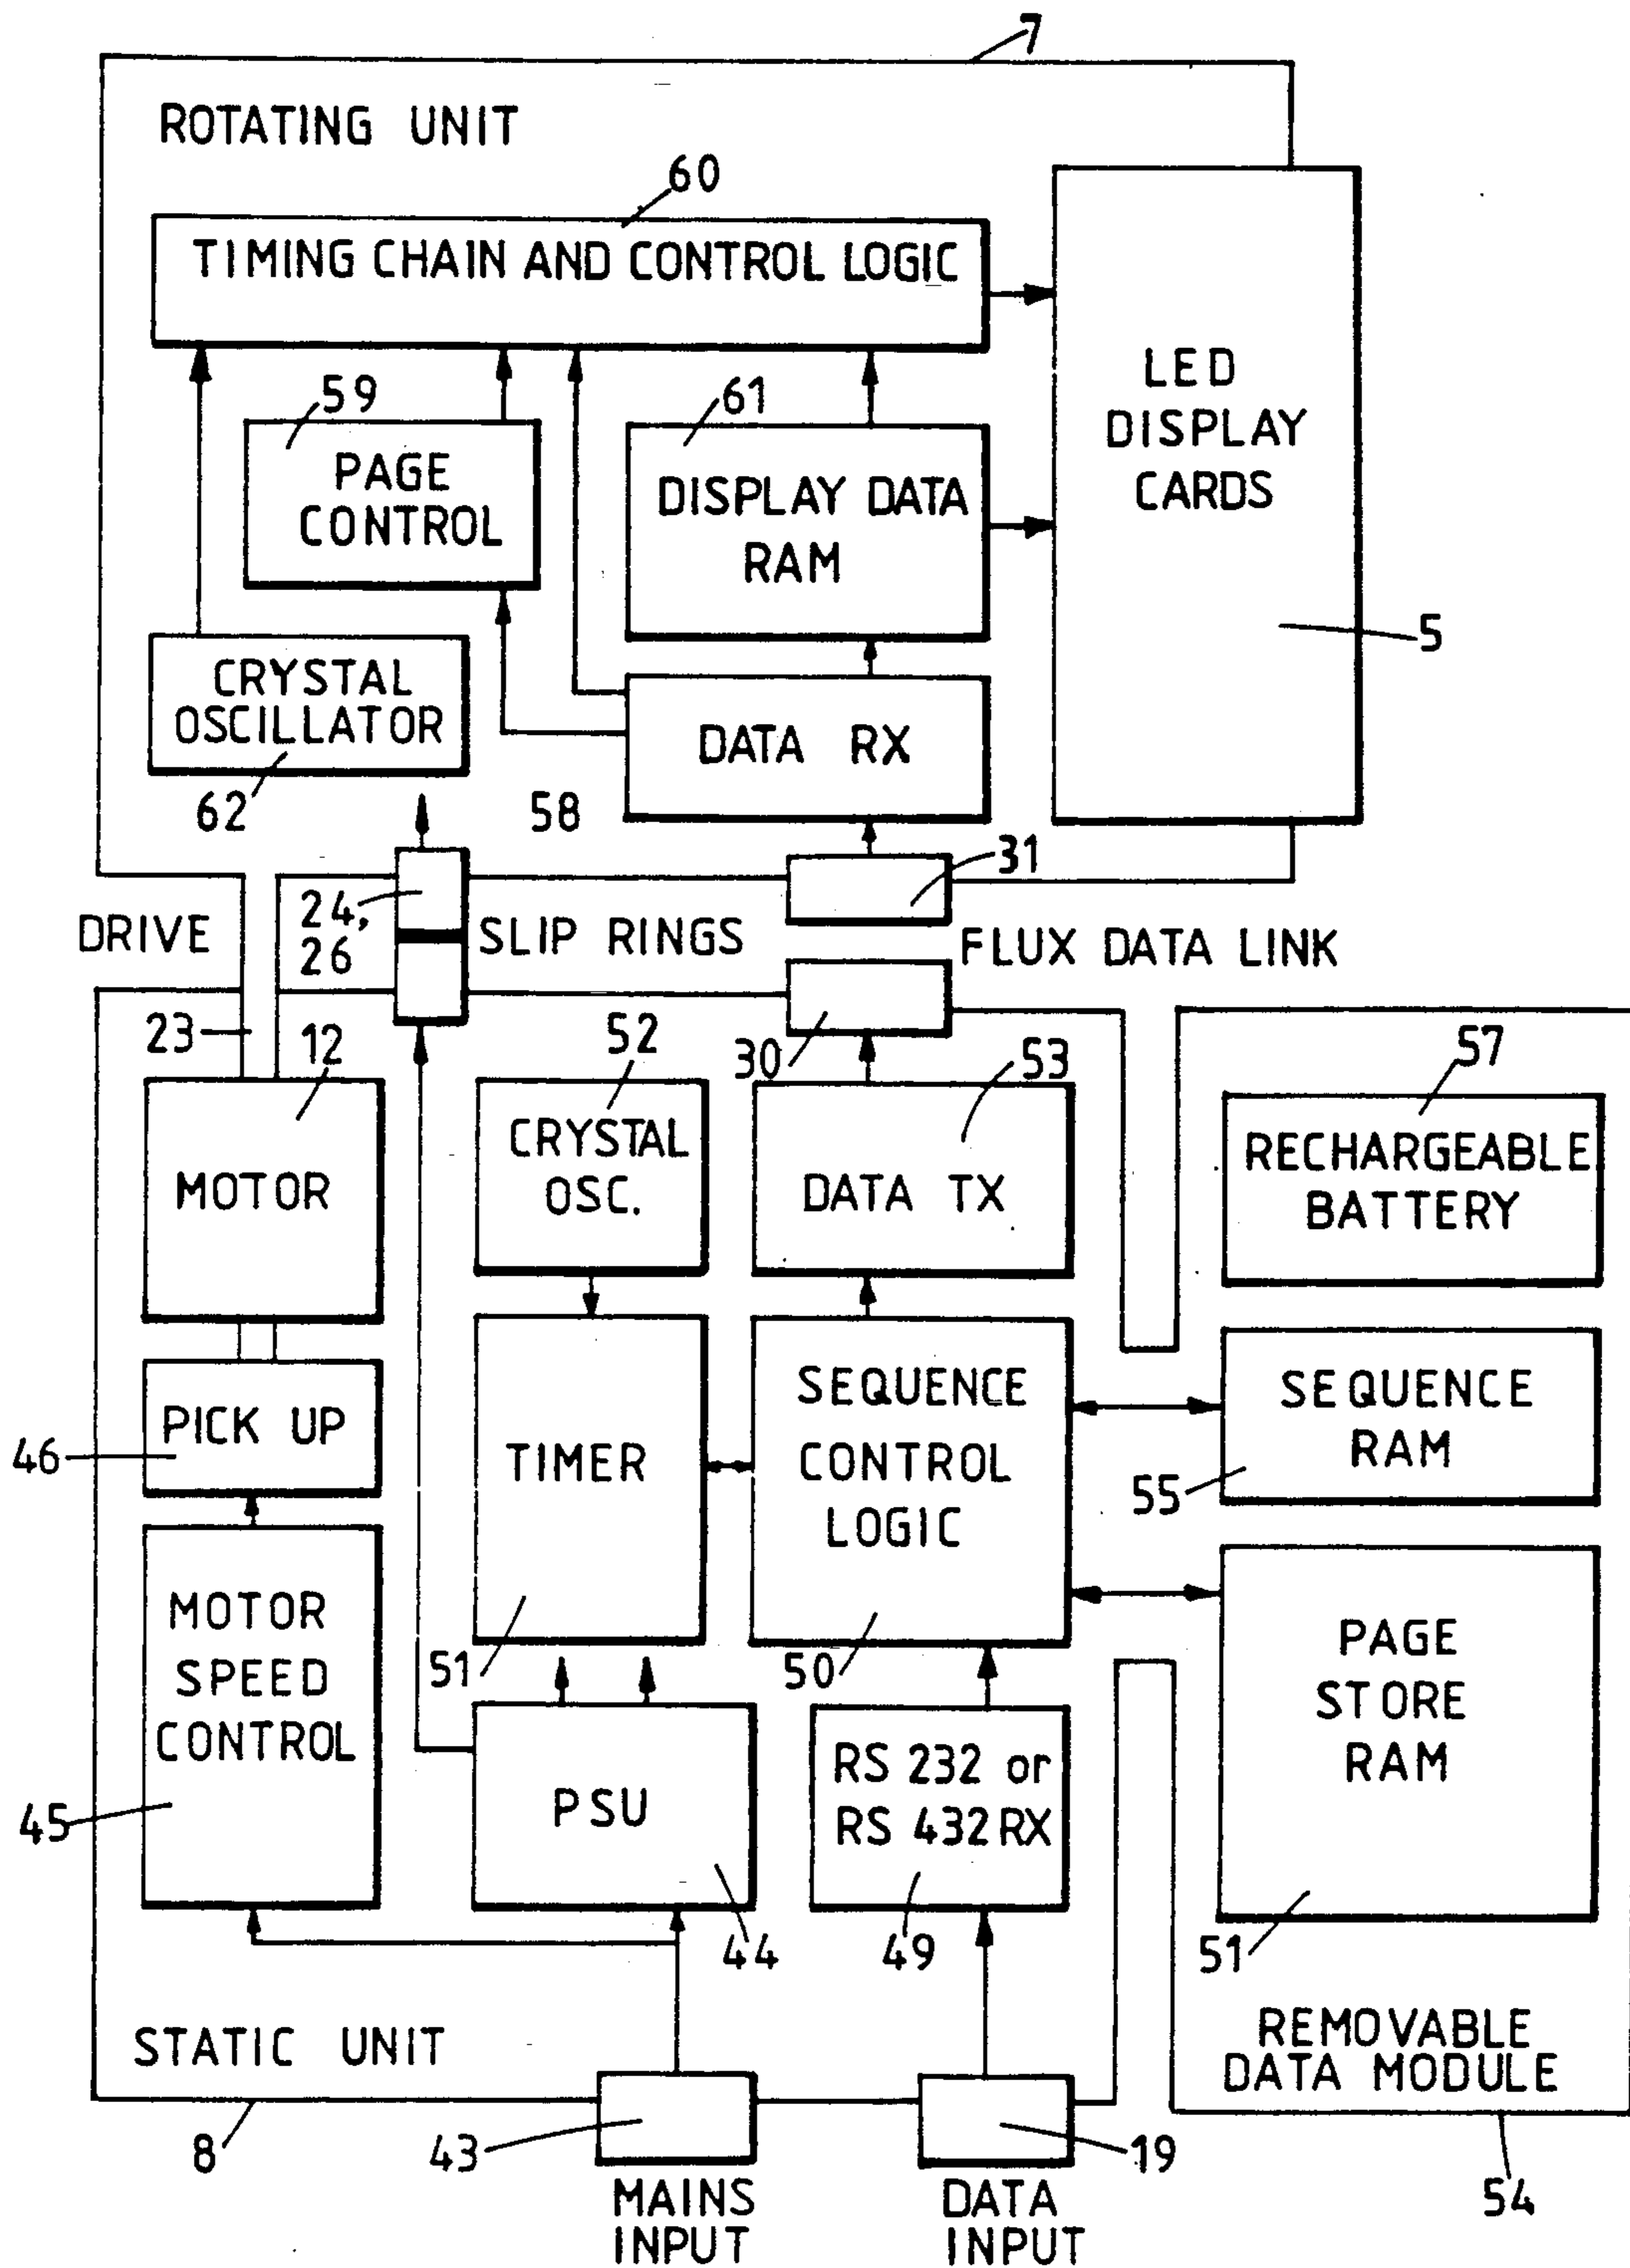 7
ROTATING UNIT
60
TIMING CHAIN AND CONTROL LOGIC
LED
DISPLAY
CARDS
59
61
PAGE
CONTROL
DISPLAY DATA
RAM
5
CRYSTAL
OSCILLATOR
DATA RX
62
58
31
24,
26
DRIVE
SLIP RINGS
FLUX DATA LINK
23
12
52
30
53
57
MOTOR
CRYSTAL
OSC.
DATA TX
RECHARGEABLE
BATTERY
PICK UP
46
TIMER
SEQUENCE
CONTROL
LOGIC
SEQUENCE
RAM
55
MOTOR
SPEED
CONTROL
51
50
PAGE
STORE
RAM
45
PSU
RS 232 or
RS 432 RX
44
49
51
STATIC UNIT
REMOVABLE
DATA MODULE
8
43
19
54
MAINS
INPUT
DATA
INPUT